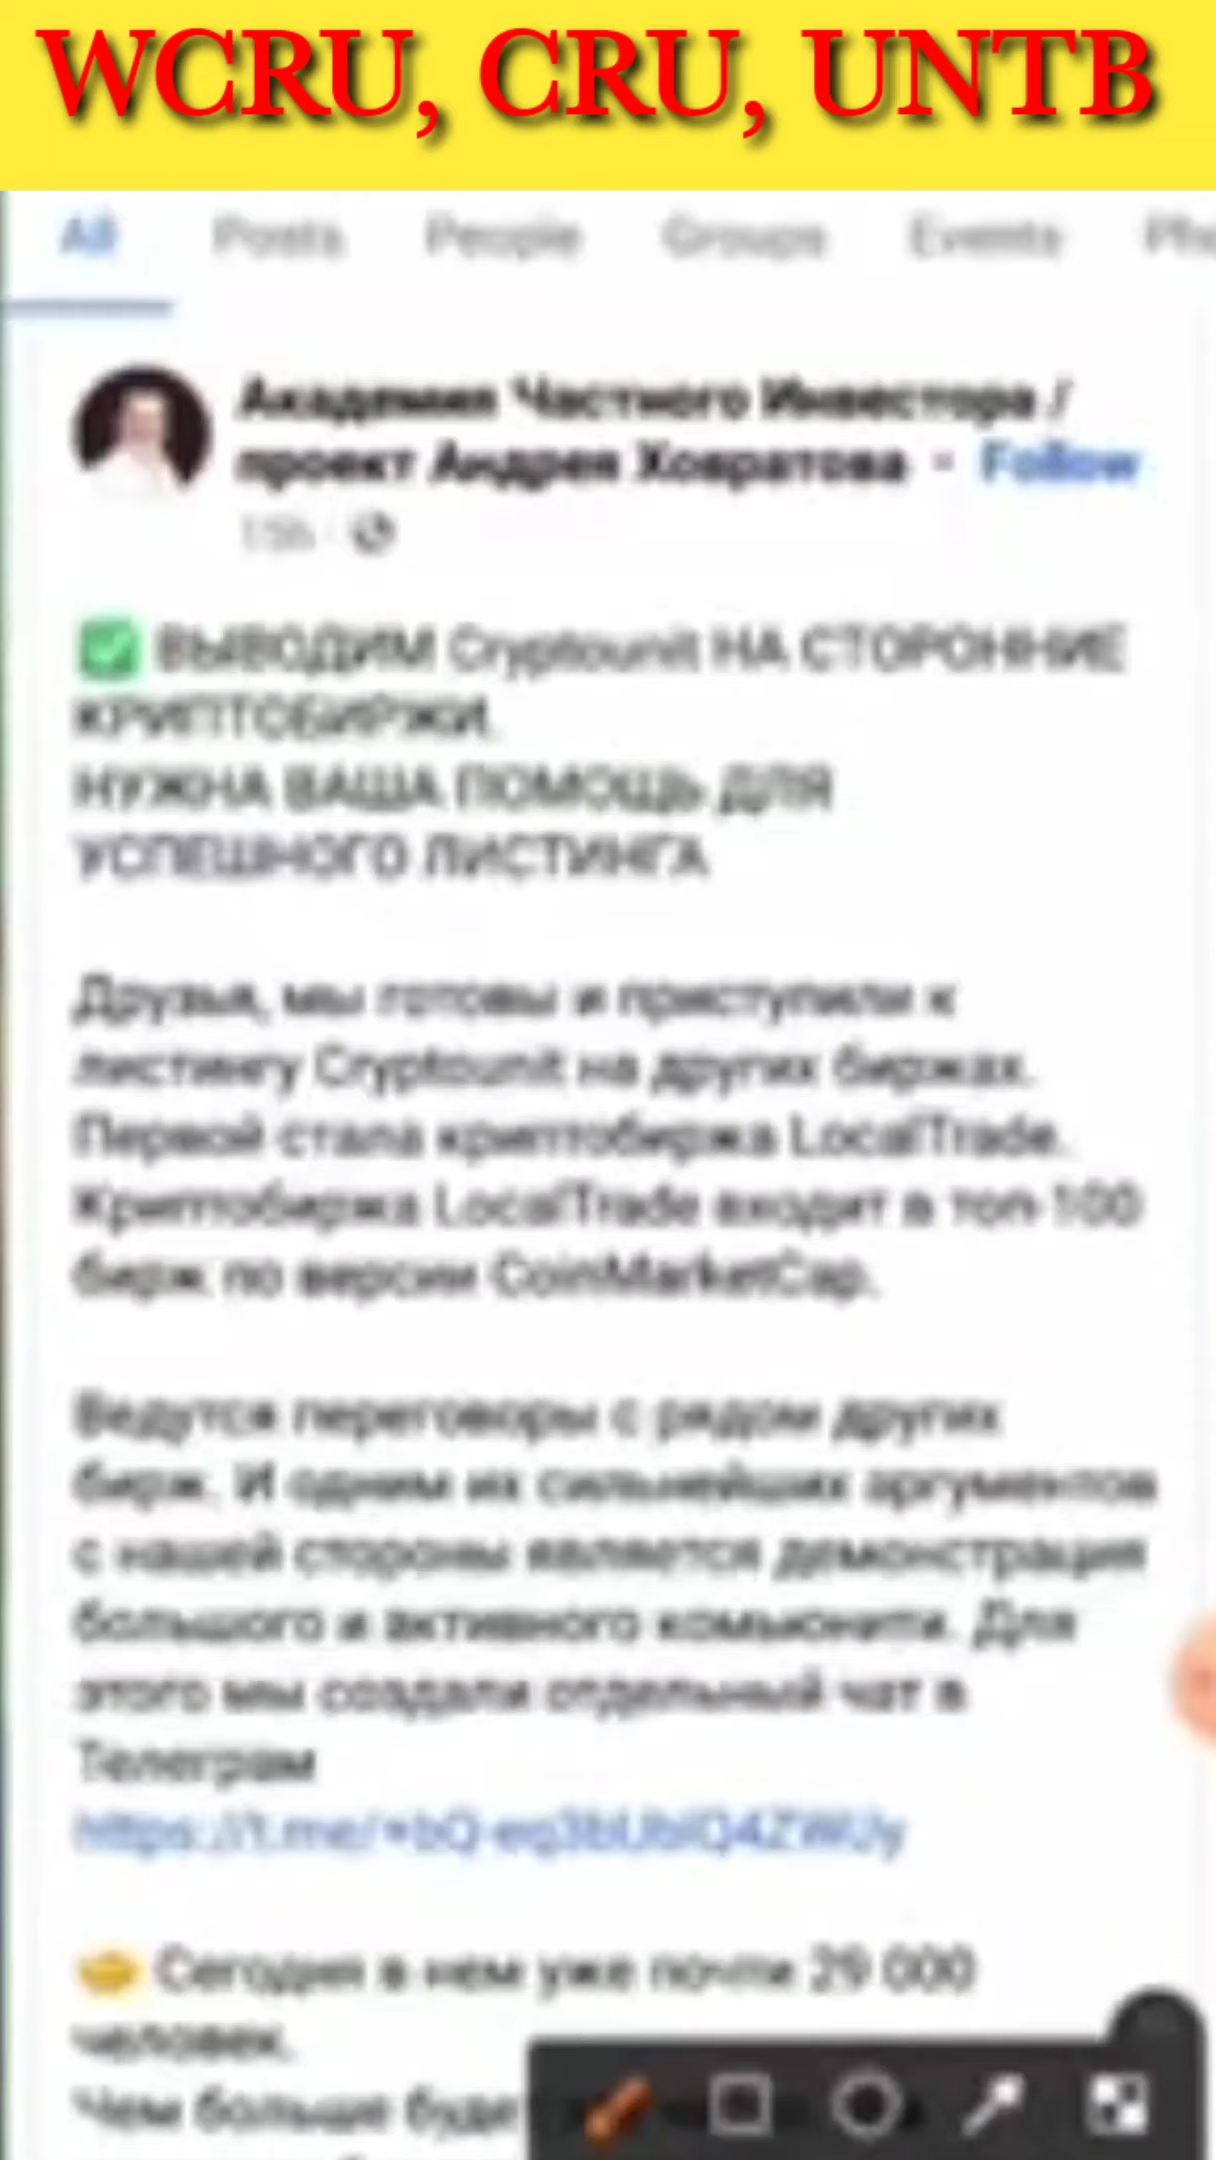 WCRU, CRU, UNTB
All Posts People Groups Events
Академия Частного Инвестора /
проект Андрея Ховратова · Follow
15h
ВЫВОДИМ Cryptounit НА СТОРОННИЕ
КРИПТОБИРЖИ.
НУЖНА ВАША ПОМОЩЬ ДЛЯ
УСПЕШНОГО ЛИСТИНГА
Друзья, мы готовы и приступили к
листингу Cryptounit на других биржах.
Первой стала криптобиржа LocalTrade.
Криптобиржа LocalTrade входит в топ-100
бирж по версии CoinMarketCap.
Ведутся переговоры с рядом других
бирж. И одним из сильнейших аргументов
с нашей стороны является демонстрация
большого и активного комьюнити. Для
этого мы создали отдельный чат в
Телеграм
Сегодня в нем уже почти 29 000
человек.
Чем больше